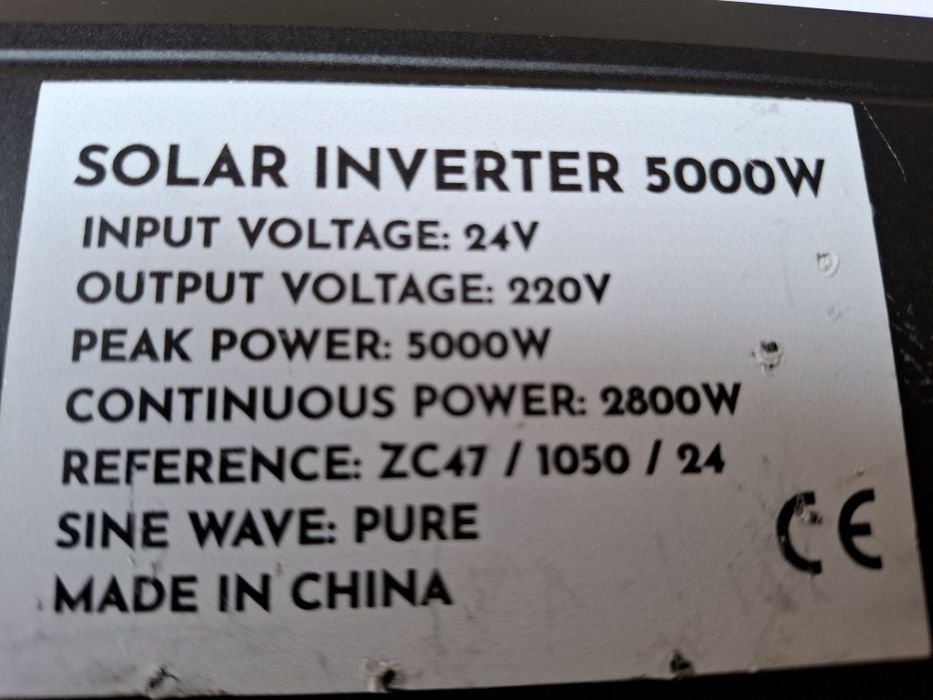 SOLAR INVERTER 5000W
INPUT VOLTAGE: 24V
OUTPUT VOLTAGE: 220V
PEAK POWER: 5000W
CONTINUOUS POWER: 2800W
REFERENCE: ZC47 / 1050 / 24
SINE WAVE: PURE
MADE IN CHINA
CE